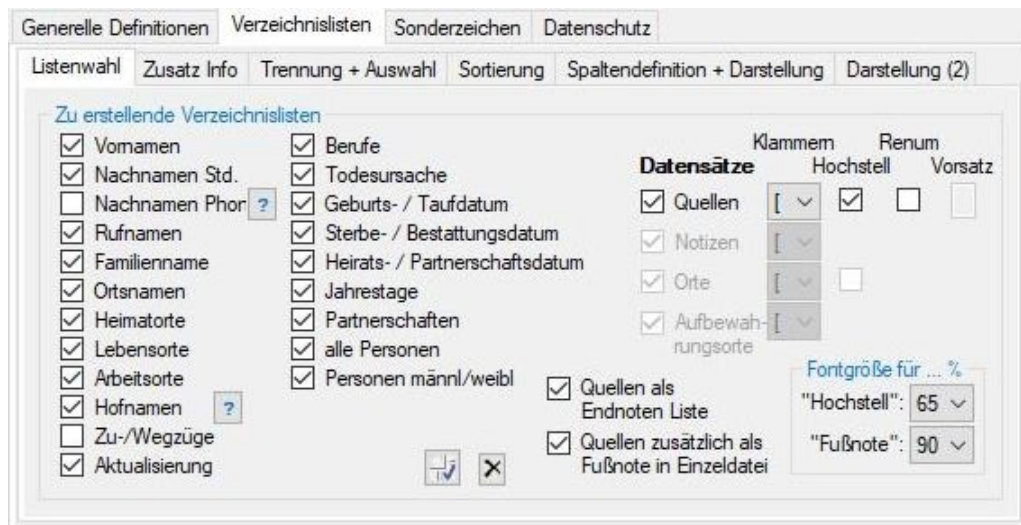 Generelle Definitionen Verzeichnislisten Sonderzeichen Datenschutz
Listenwahl Zusatz Info Trennung + Auswahl Sortierung Spaltendefinition + Darstellung Darstellung (2)
Zu erstellende Verzeichnislisten
Vornamen
Nachnamen Std.
Nachnamen Phor ?
Rufnamen
Familienname
Ortsnamen
Heimatorte
Lebensorte
Arbeitsorte
Hofnamen ?
Zu-/Wegzüge
Aktualisierung
Berufe
Todesursache
Geburts- / Taufdatum
Sterbe- / Bestattungsdatum
Heirats- / Partnerschaftsdatum
Jahrestage
Partnerschaften
alle Personen
Personen männl/weibl
Klammern Renum
Datensätze Hochstell Vorsatz
Quellen [
Notizen [
Orte [
Aufbewah- [
rungsorte
Quellen als
Endnoten Liste
Quellen zusätzlich als
Fußnote in Einzeldatei
Fontgröße für ... %
"Hochstell": 65
"Fußnote": 90